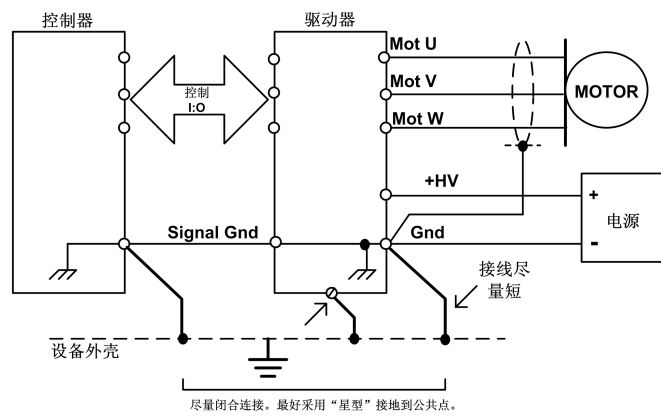 控制器
驱动器
Mot U
Mot V
Mot W
MOTOR
控制
I:O
+HV
+
电源
Signal Gnd
Gnd
-
接线尽
量短
设备外壳
尽量闭合连接。最好采用“星型”接地到公共点。